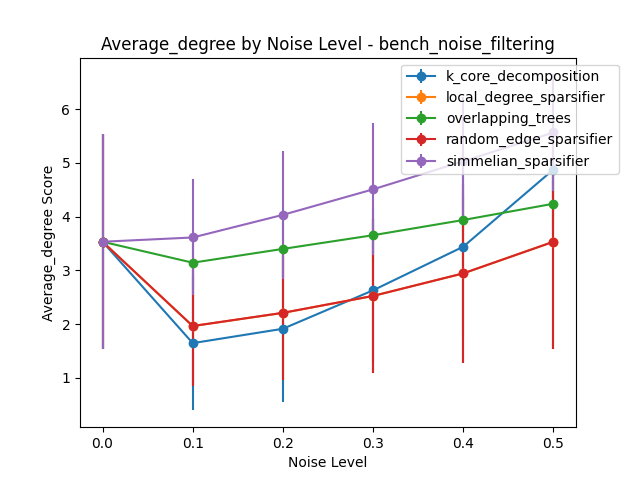 Average_degree by Noise Level - bench_noise_filtering
k_core_decomposition
local_degree_sparsifier
overlapping_trees
random_edge_sparsifier
simmelian_sparsifier
Average_degree Score
6
5
4
3
2
1
0.0 0.1 0.2 0.3 0.4 0.5
Noise Level